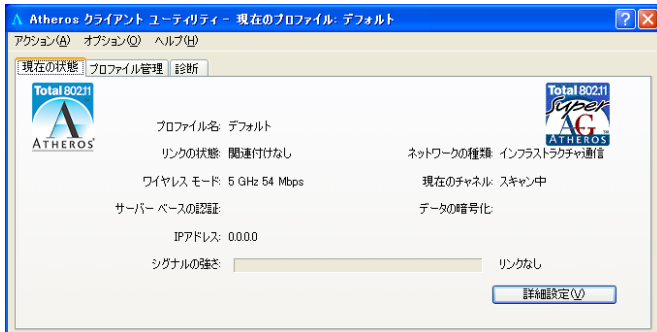 Atheros クライアント ユーティリティ - 現在のプロファイル: デフォルト
アクション(A) オプション(O) ヘルプ(H)
現在の状態 プロファイル管理 診断
Total 802.11
ATHEROS
Total 802.11
Super
AG
ATHEROS
プロファイル名: デフォルト
リンクの状態: 関連付けなし
ネットワークの種類: インフラストラクチャ通信
ワイヤレス モード: 5 GHz 54 Mbps
現在のチャネル: スキャン中
サーバー ベースの認証:
データの暗号化:
IPアドレス: 0.0.0.0
シグナルの強さ:
リンクなし
詳細設定(V)